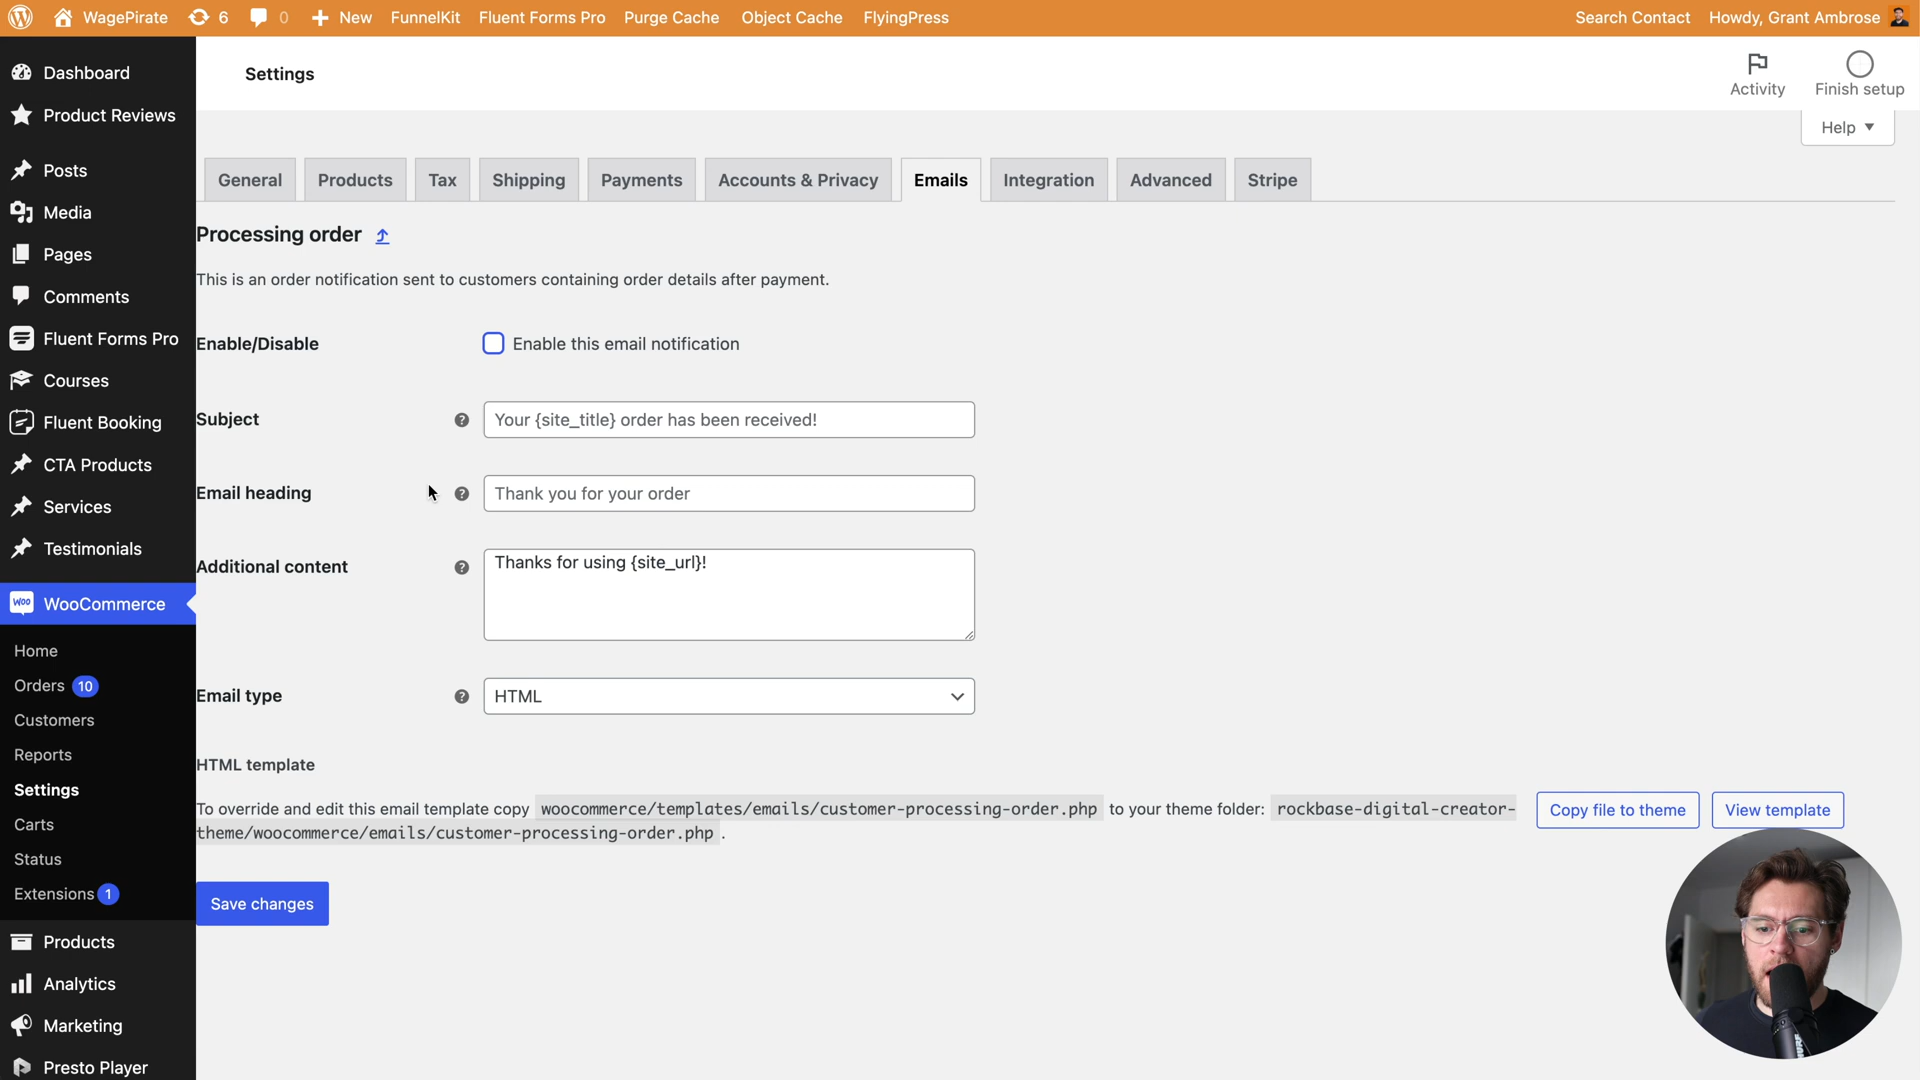 WagePirate 6 0 New FunnelKit Fluent Forms Pro Purge Cache Object Cache FlyingPress Search Contact Howdy, Grant Ambrose
Settings
Activity
Finish setup
Help
Dashboard
Product Reviews
Posts
Media
Pages
Comments
Fluent Forms Pro
Courses
Fluent Booking
CTA Products
Services
Testimonials
Woo WooCommerce
Home
Orders 10
Customers
Reports
Settings
Carts
Status
Extensions 1
Products
Analytics
Marketing
Presto Player
General Products Tax Shipping Payments Accounts & Privacy Emails Integration Advanced Stripe
Processing order
This is an order notification sent to customers containing order details after payment.
Enable/Disable Enable this email notification
Subject ? Your {site_title} order has been received!
Email heading ? Thank you for your order
Additional content ? Thanks for using {site_url}!
Email type ? HTML
HTML template
To override and edit this email template copy woocommerce/templates/emails/customer-processing-order.php to your theme folder: rockbase-digital-creator-
theme/woocommerce/emails/customer-processing-order.php .
Copy file to theme
View template
Save changes